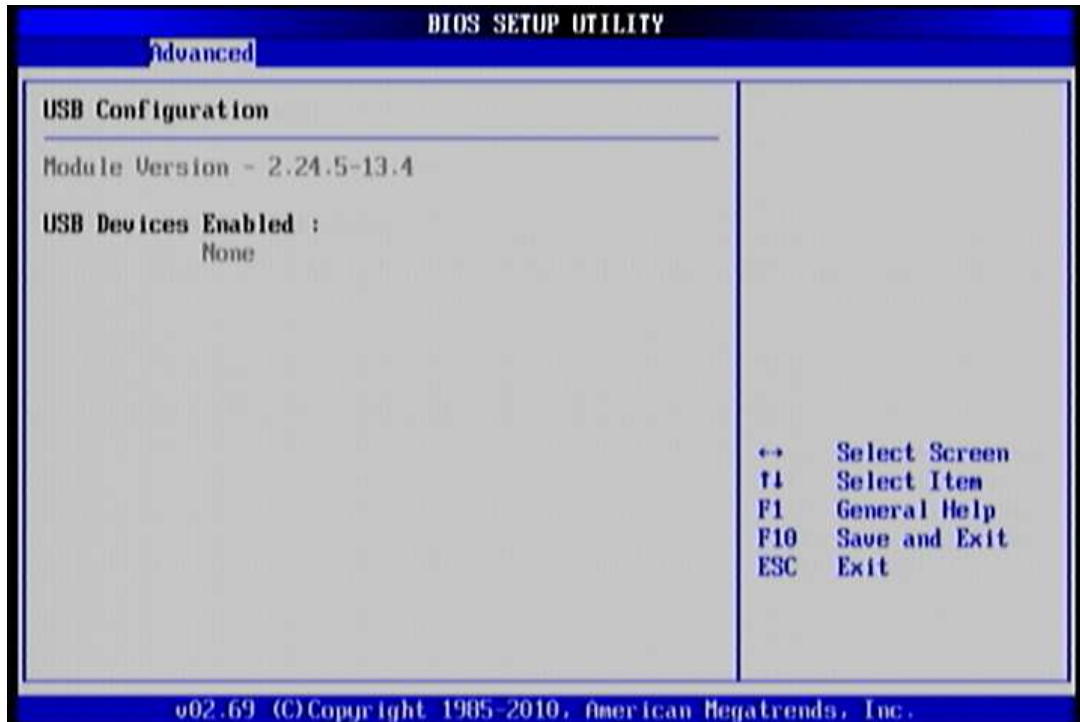 BIOS SETUP UTILITY
Advanced
USB Configuration
Module Version - 2.24.5-13.4
USB Devices Enabled :
None
↔ Select Screen
↑↓ Select Item
F1 General Help
F10 Save and Exit
ESC Exit
v02.69 (C)Copyright 1985-2010, American Megatrends, Inc.